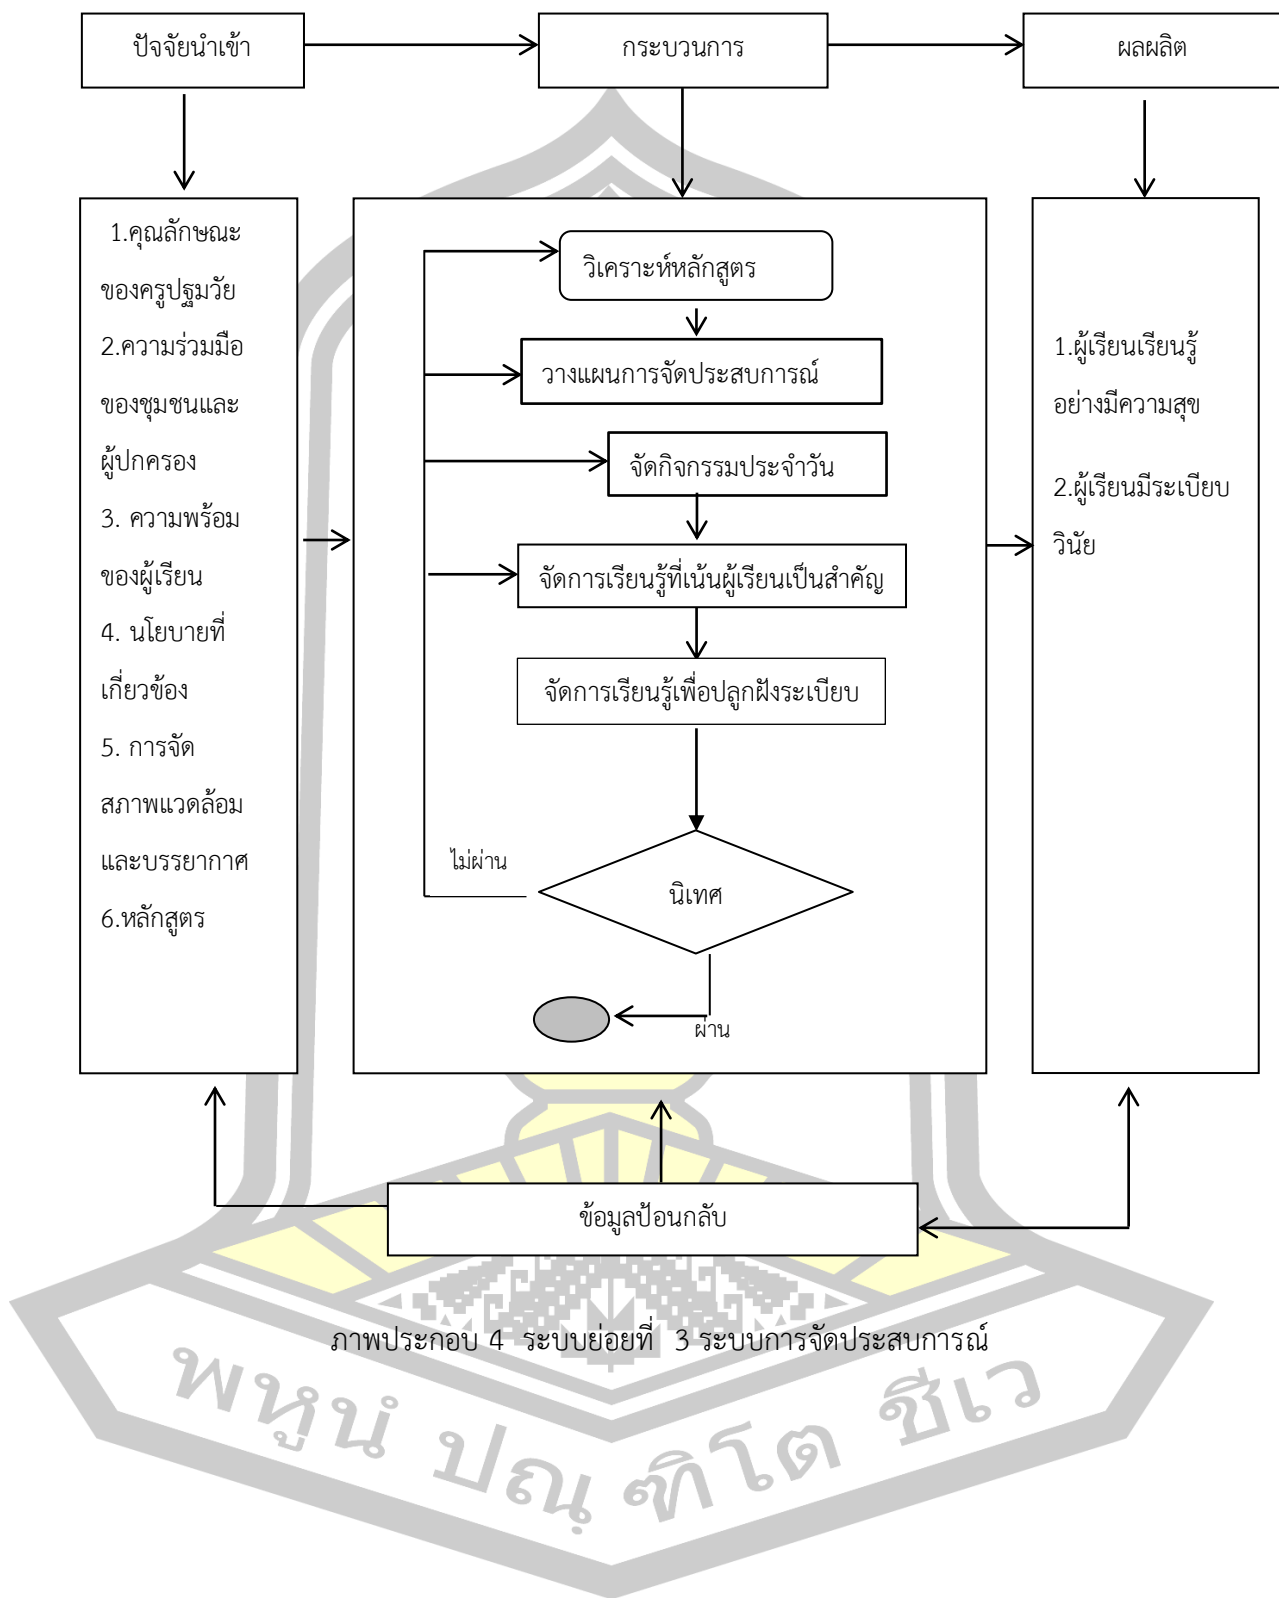 ปัจจัยนำเข้า
กระบวนการ
ผลผลิต
1.คุณลักษณะ
ของครูปฐมวัย
2.ความร่วมมือ
ของชุมชนและ
ผู้ปกครอง
3. ความพร้อม
ของผู้เรียน
4. นโยบายที่
เกี่ยวข้อง
5. การจัด
สภาพแวดล้อม
และบรรยากาศ
6.หลักสูตร
วิเคราะห์หลักสูตร
วางแผนการจัดประสบการณ์
จัดกิจกรรมประจำวัน
จัดการเรียนรู้ที่เน้นผู้เรียนเป็นสำคัญ
จัดการเรียนรู้เพื่อปลูกฝังระเบียบ
ไม่ผ่าน
นิเทศ
ผ่าน
1.ผู้เรียนเรียนรู้
อย่างมีความสุข
2.ผู้เรียนมีระเบียบ
วินัย
ข้อมูลป้อนกลับ
ภาพประกอบ 4 ระบบย่อยที่ 3 ระบบการจัดประสบการณ์
พหูนํ ปณฺฑิโต ชีเว